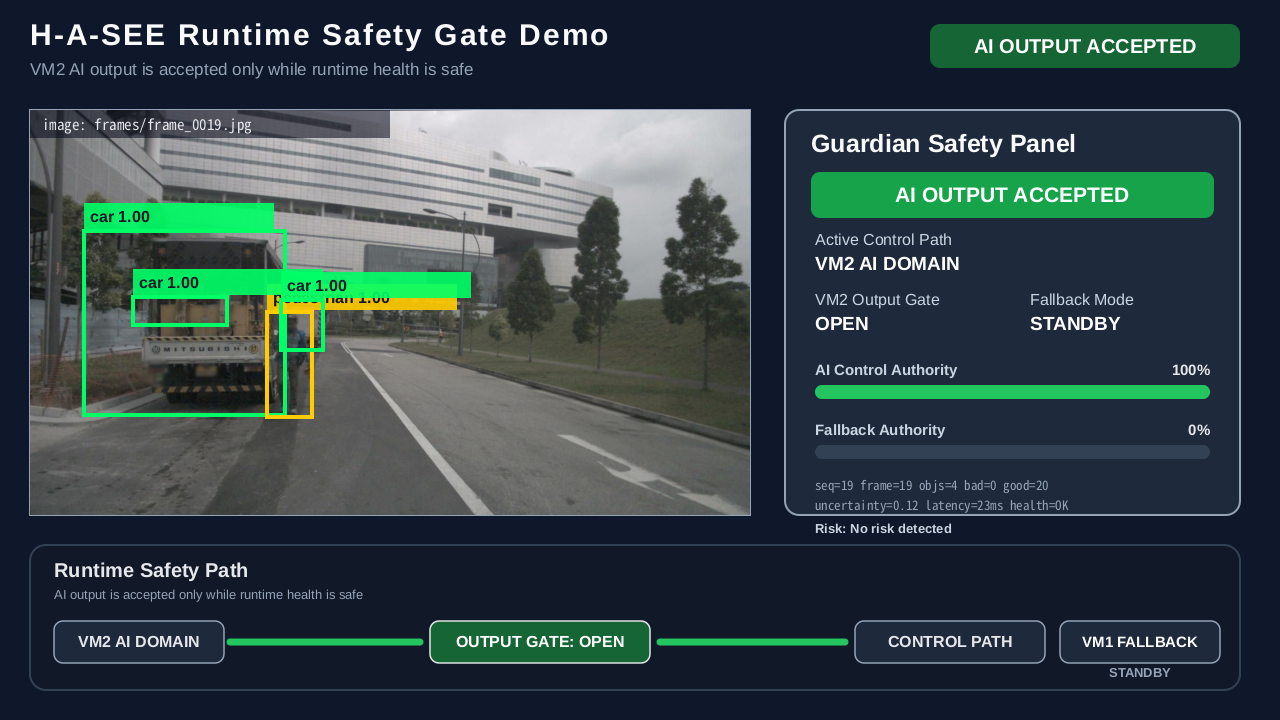 H-A-SEE Runtime Safety Gate Demo
VM2 AI output is accepted only while runtime health is safe
AI OUTPUT ACCEPTED
image: frames/frame_0019.jpg
car 1.00
car 1.00
car 1.00
1.00
MITSUBISHI
Guardian Safety Panel
AI OUTPUT ACCEPTED
Active Control Path
VM2 AI DOMAIN
VM2 Output Gate
OPEN
Fallback Mode
STANDBY
AI Control Authority
100%
Fallback Authority
0%
seq=19 frame=19 objs=4 bad=0 good=20
uncertainty=0.12 latency=23ms health=OK
Risk: No risk detected
Runtime Safety Path
AI output is accepted only while runtime health is safe
VM2 AI DOMAIN
OUTPUT GATE: OPEN
CONTROL PATH
VM1 FALLBACK
STANDBY